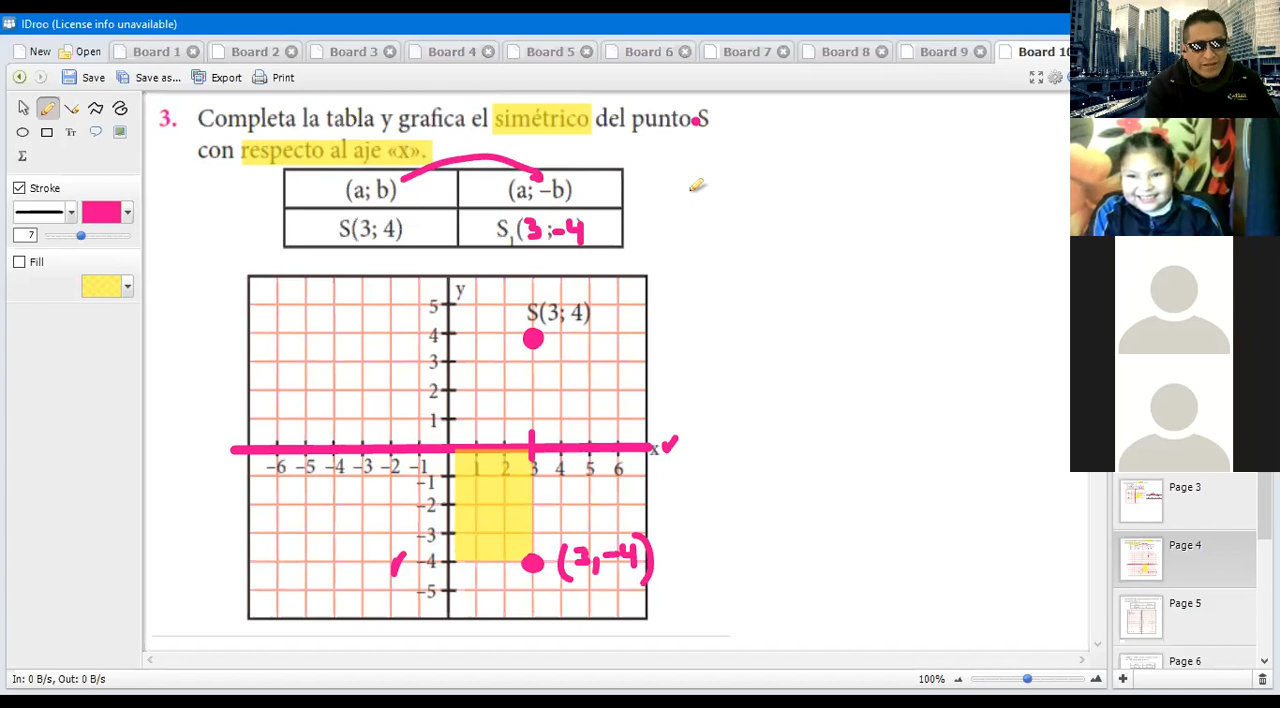 IDroo (License info unavailable)
New Open Board 1 Board 2 Board 3 Board 4 Board 5 Board 6 Board 7 Board 8 Board 9 Board 10
Save Save as... Export Print
3. Completa la tabla y grafica el simétrico del punto S
con respecto al aje «x».
(a; b) (a; –b)
S(3; 4) S1(3;-4)
Stroke
7
Fill
y
S(3; 4)
5
4
3
2
1
x
–6 –5 –4 –3 –2 –1 1 2 3 4 5 6
–1
–2
–3
–4 (3,-4)
–5
Tr
Σ
Page 3
Page 4
Page 5
Page 6
In: 0 B/s, Out: 0 B/s 100%